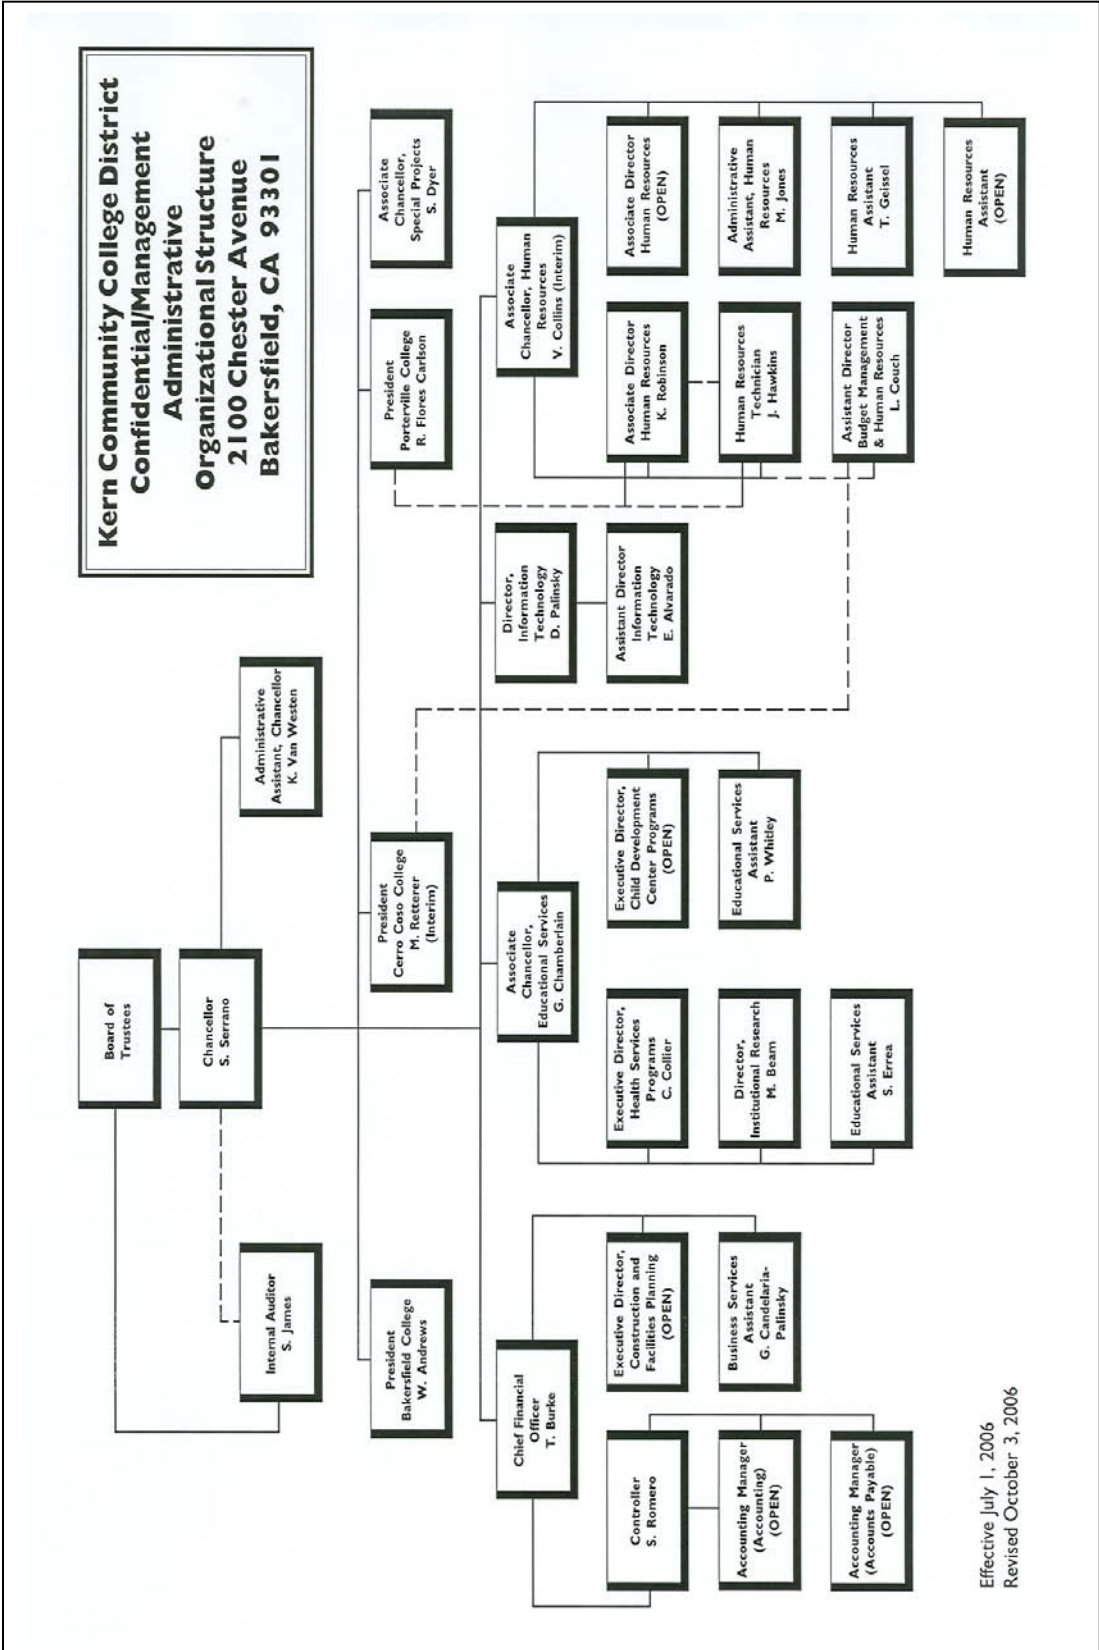 Kern Community College District
Confidential/Management
Administrative
Organizational Structure
2100 Chester Avenue
Bakersfield, CA 93301
Board of
Trustees
Chancellor
S. Serrano
Internal Auditor
S. James
Administrative
Assistant, Chancellor
K. Van Westen
President
Bakersfield College
W. Andrews
President
Cerro Coso College
M. Retterer
(Interim)
President
Porterville College
R. Flores Carlson
Associate
Chancellor,
Special Projects
S. Dyer
Chief Financial
Officer
T. Burke
Associate
Chancellor,
Educational Services
G. Chamberlain
Director,
Information
Technology
D. Palinsky
Associate
Chancellor, Human
Resources
V. Collins (Interim)
Controller
S. Romero
Executive Director,
Construction and
Facilities Planning
(OPEN)
Executive Director,
Health Services
Programs
C. Collier
Executive Director,
Child Development
Center Programs
(OPEN)
Assistant Director
Information
Technology
E. Alvarado
Associate Director
Human Resources
K. Robinson
Associate Director
Human Resources
(OPEN)
Accounting Manager
(Accounting)
(OPEN)
Business Services
Assistant
G. Candelaria-
Palinsky
Director,
Institutional Research
M. Beam
Educational Services
Assistant
P. Whitley
Human Resources
Technician
J. Hawkins
Administrative
Assistant, Human
Resources
M. Jones
Accounting Manager
(Accounts Payable)
(OPEN)
Educational Services
Assistant
S. Errea
Assistant Director
Budget Management
& Human Resources
L. Couch
Human Resources
Assistant
T. Geissel
Human Resources
Assistant
(OPEN)
Effective July 1, 2006
Revised October 3, 2006